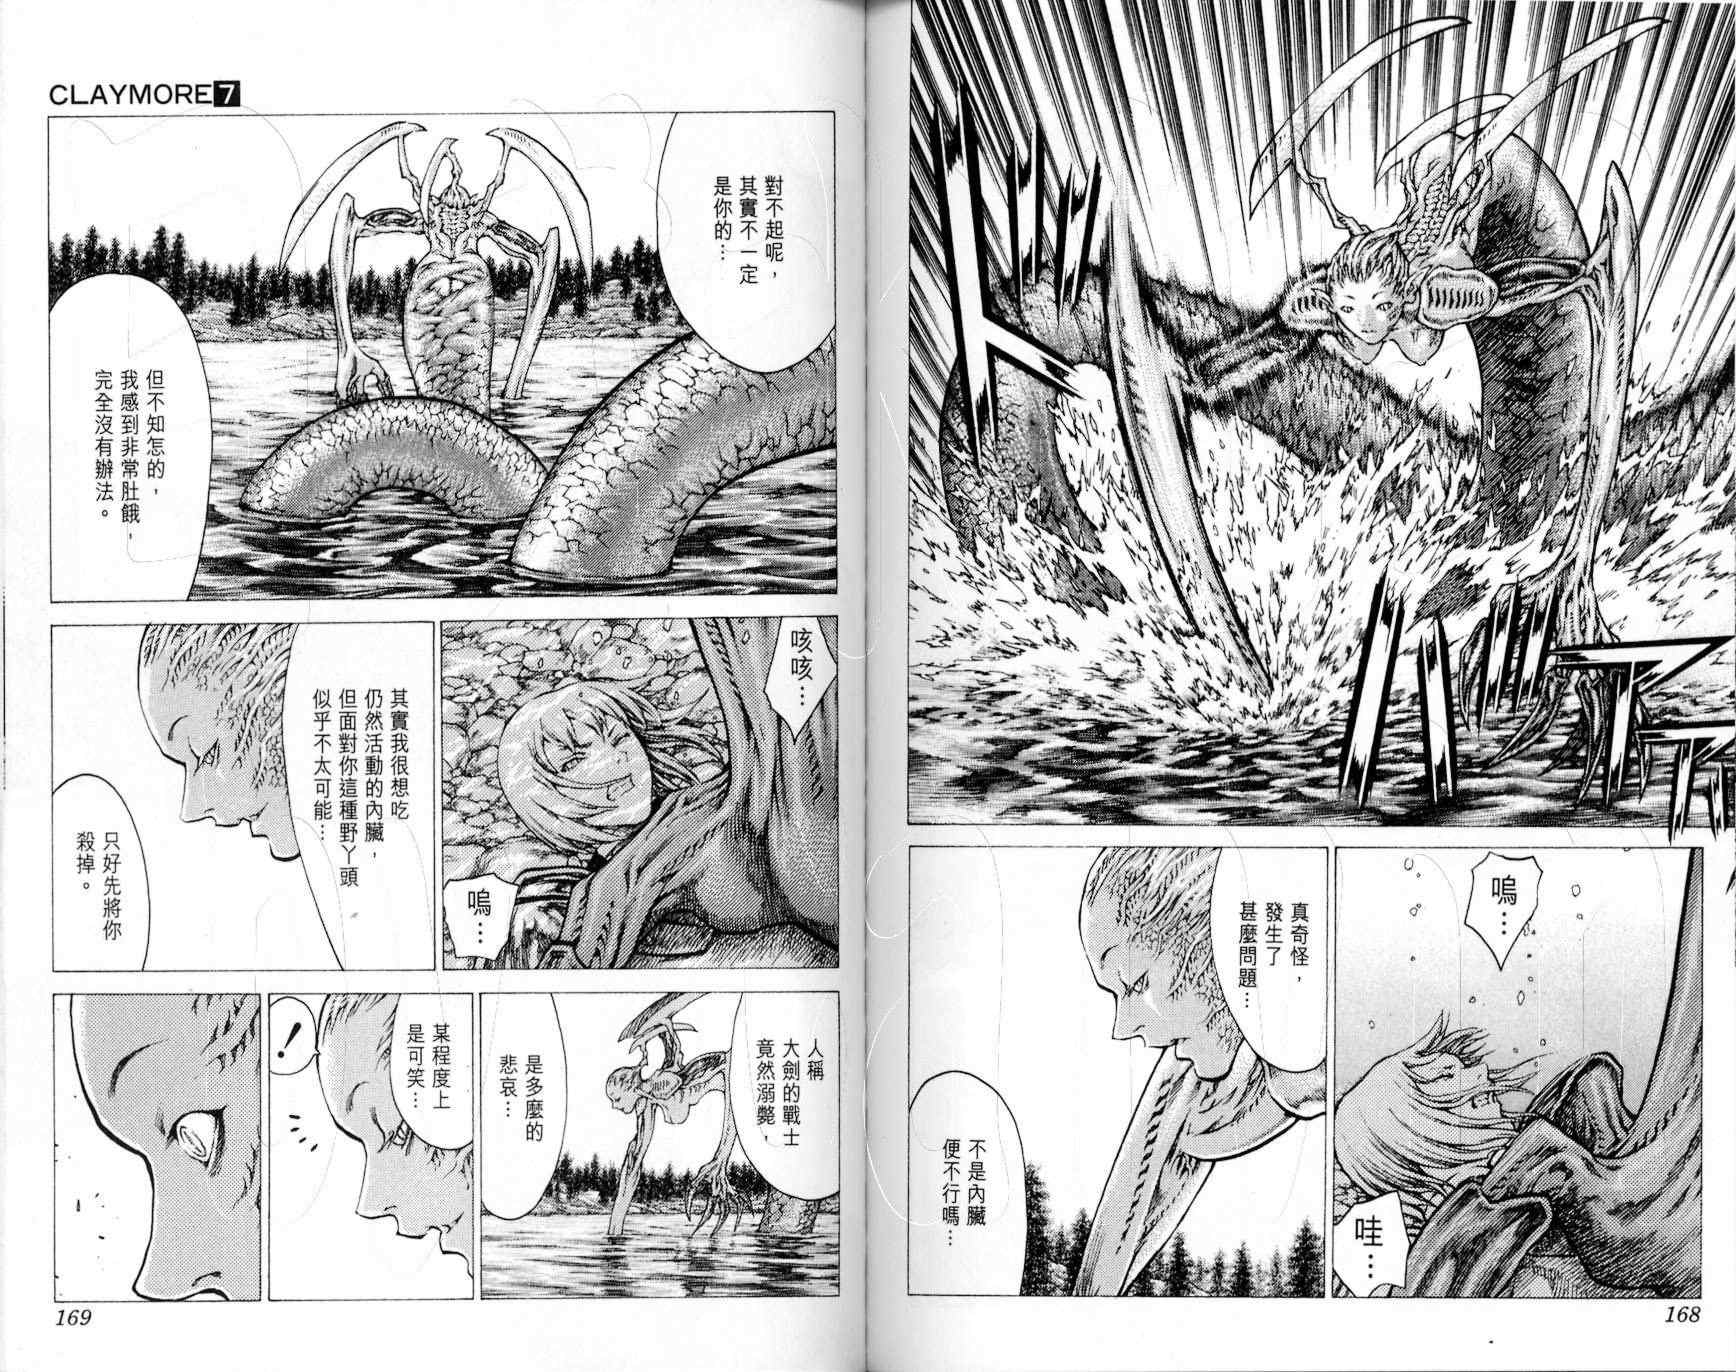 バシャ
嗚…
哇…
真奇怪，
發生了
甚麼問題…
不是內臟
便不行嗎…
168
CLAYMORE 7
對不起呢，
其實不一定
是你的…
但不知怎的，
我感到非常肚餓，
完全沒有辦法。
咳咳…
嗚…
其實我很想吃
仍然活動的內臟，
但面對你這種野丫頭
似乎不太可能…
只好先將你
殺掉。
人稱
大劍的戰士
竟然溺斃，
是多麼的
悲哀…
某程度上
是可笑…
！
169